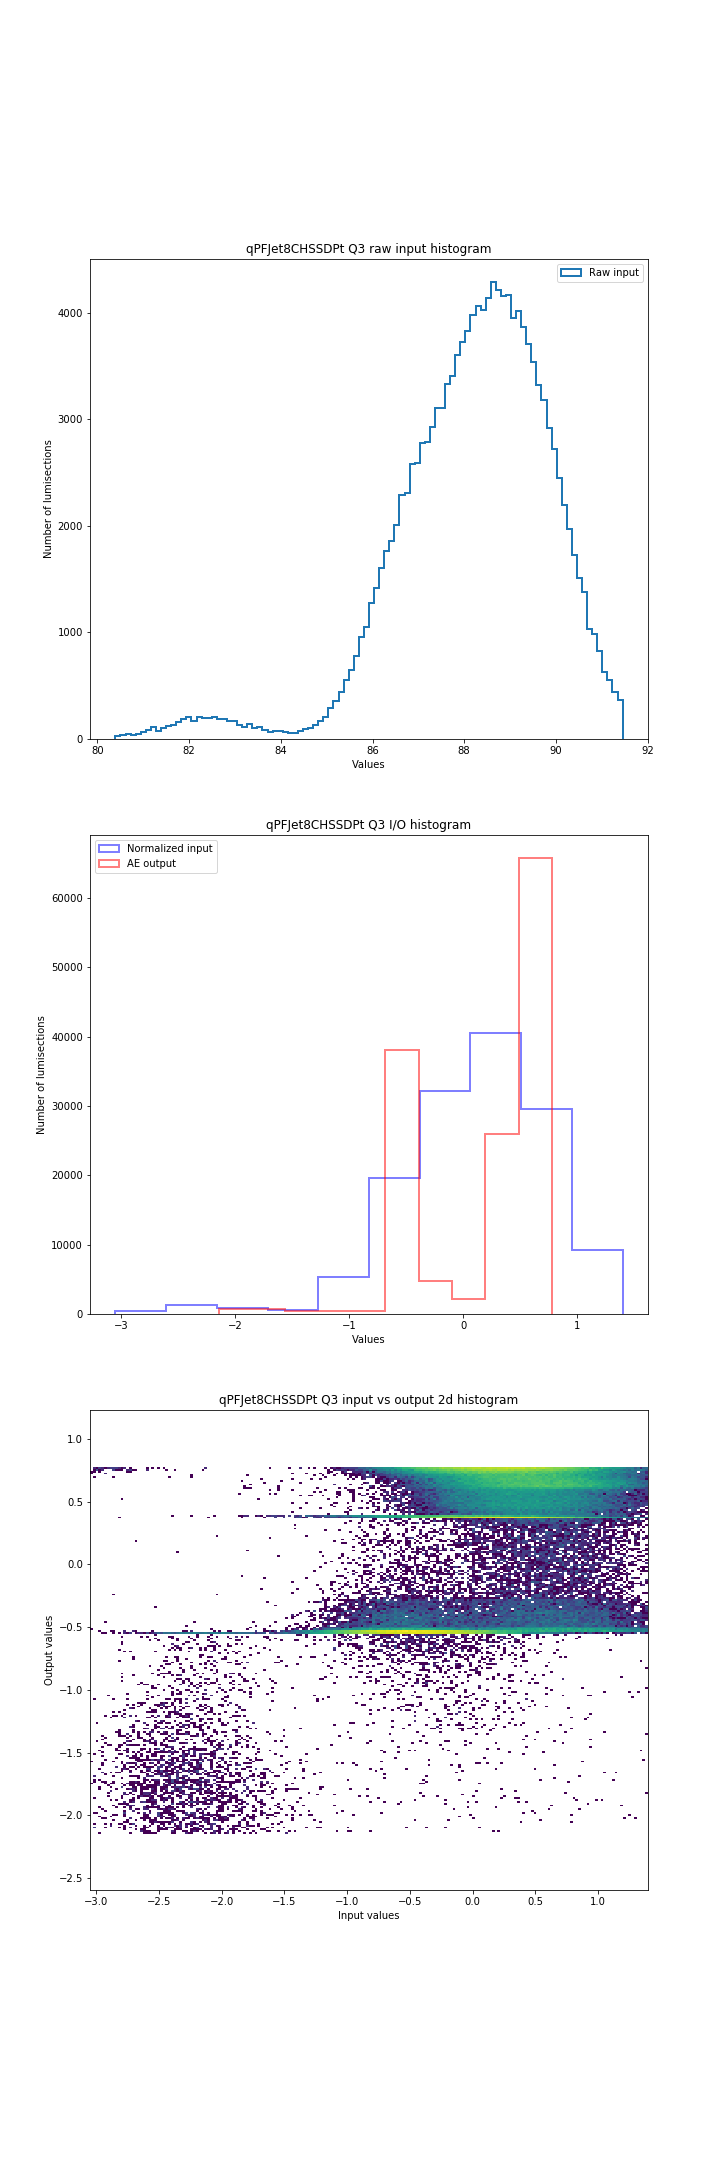 qPFJet8CHSSDPt Q3 raw input histogram
Raw input
4000
3000
2000
1000
0
Number of lumisections
80 82 84 86 88 90 92
Values
qPFJet8CHSSDPt Q3 I/O histogram
Normalized input
AE output
60000
50000
40000
30000
20000
10000
0
Number of lumisections
−3 −2 −1 0 1
Values
qPFJet8CHSSDPt Q3 input vs output 2d histogram
1.0
0.5
0.0
−0.5
−1.0
−1.5
−2.0
−2.5
Output values
−3.0 −2.5 −2.0 −1.5 −1.0 −0.5 0.0 0.5 1.0
Input values